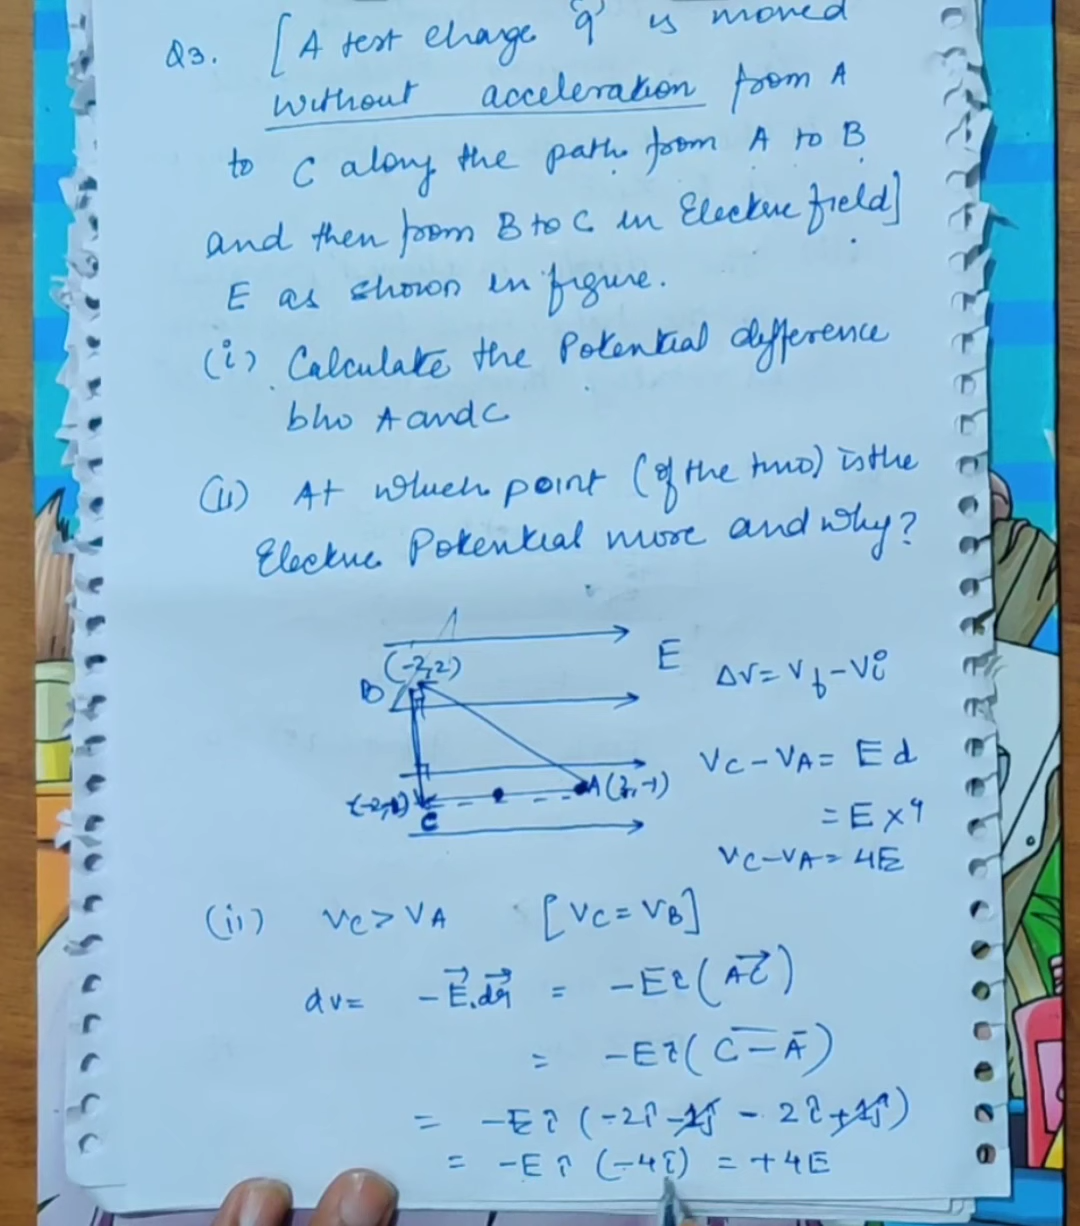 Q3. [A test charge 'q' is moved
without acceleration from A
to C along the path from A to B
and then from B to C in Electric field]
E as shown in figure.
(i) Calculate the Potential difference
b/w A and C
(ii) At which point (of the two) is the
Electric Potential more and why?
(-2,2)
E
B
ΔV = Vf - Vi
A(2,-1)
VC - VA = Ed
C
= E x 4
VC - VA = 4E
(ii) VC > VA [VC = VB]
dv = -E⃗.dr⃗ = -Eî(AC⃗)
= -Eî(C - A)
= -Eî(-2î - 1ĵ - 2î + 1ĵ)
= -Eî(-4î) = +4E